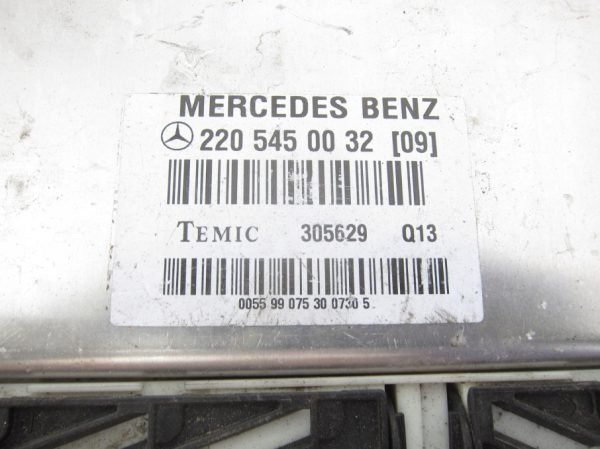 MERCEDES BENZ
220 545 00 32 [09]
TEMIC 305629 Q13
0055 99 075 30 0730 5